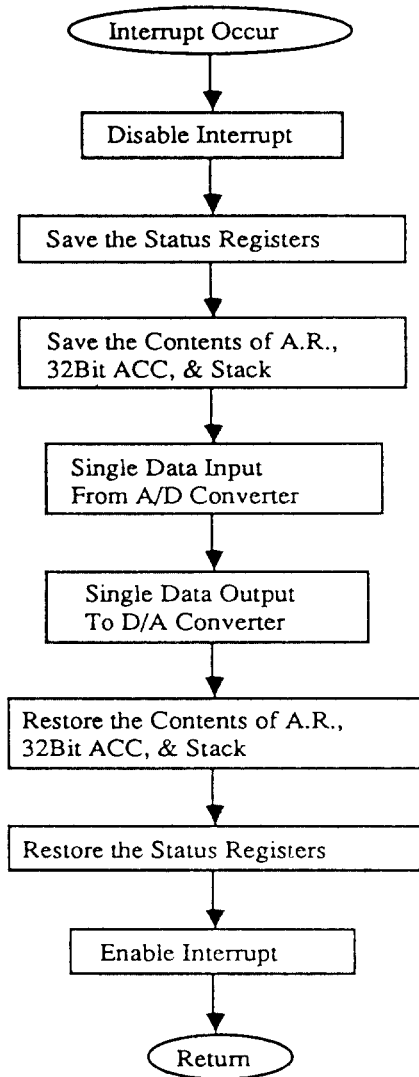 Interrupt Occur
Disable Interrupt
Save the Status Registers
Save the Contents of A.R.,
32Bit ACC, & Stack
Single Data Input
From A/D Converter
Single Data Output
To D/A Converter
Restore the Contents of A.R.,
32Bit ACC, & Stack
Restore the Status Registers
Enable Interrupt
Return